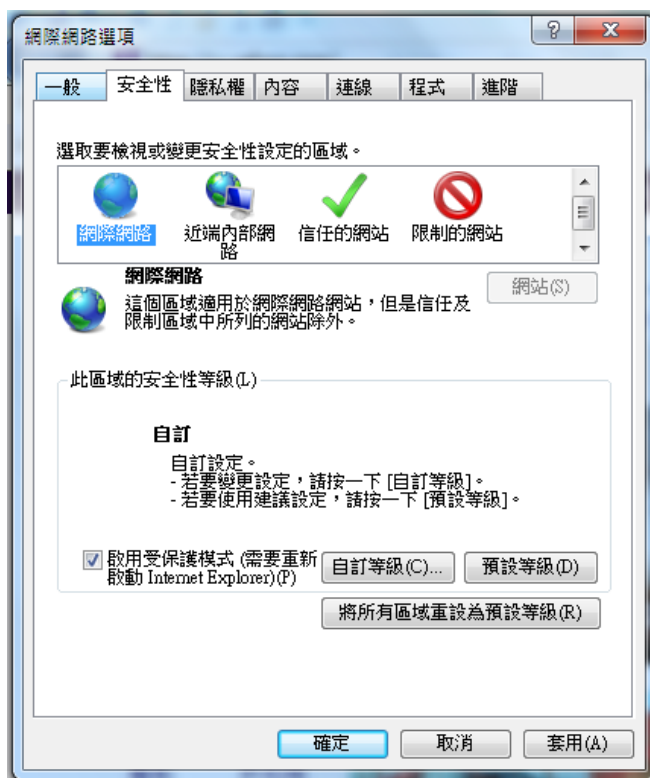 網際網路選項
一般
安全性
隱私權
內容
連線
程式
進階
選取要檢視或變更安全性設定的區域。
網際網路
近端內部網
路
信任的網站
限制的網站
網際網路
網站(S)
這個區域適用於網際網路網站，但是信任及
限制區域中所列的網站除外。
此區域的安全性等級(L)
自訂
自訂設定。
- 若要變更設定，請按一下 [自訂等級]。
- 若要使用建議設定，請按一下 [預設等級]。
啟用受保護模式 (需要重新
啟動 Internet Explorer)(P)
自訂等級(C)...
預設等級(D)
將所有區域重設為預設等級(R)
確定
取消
套用(A)